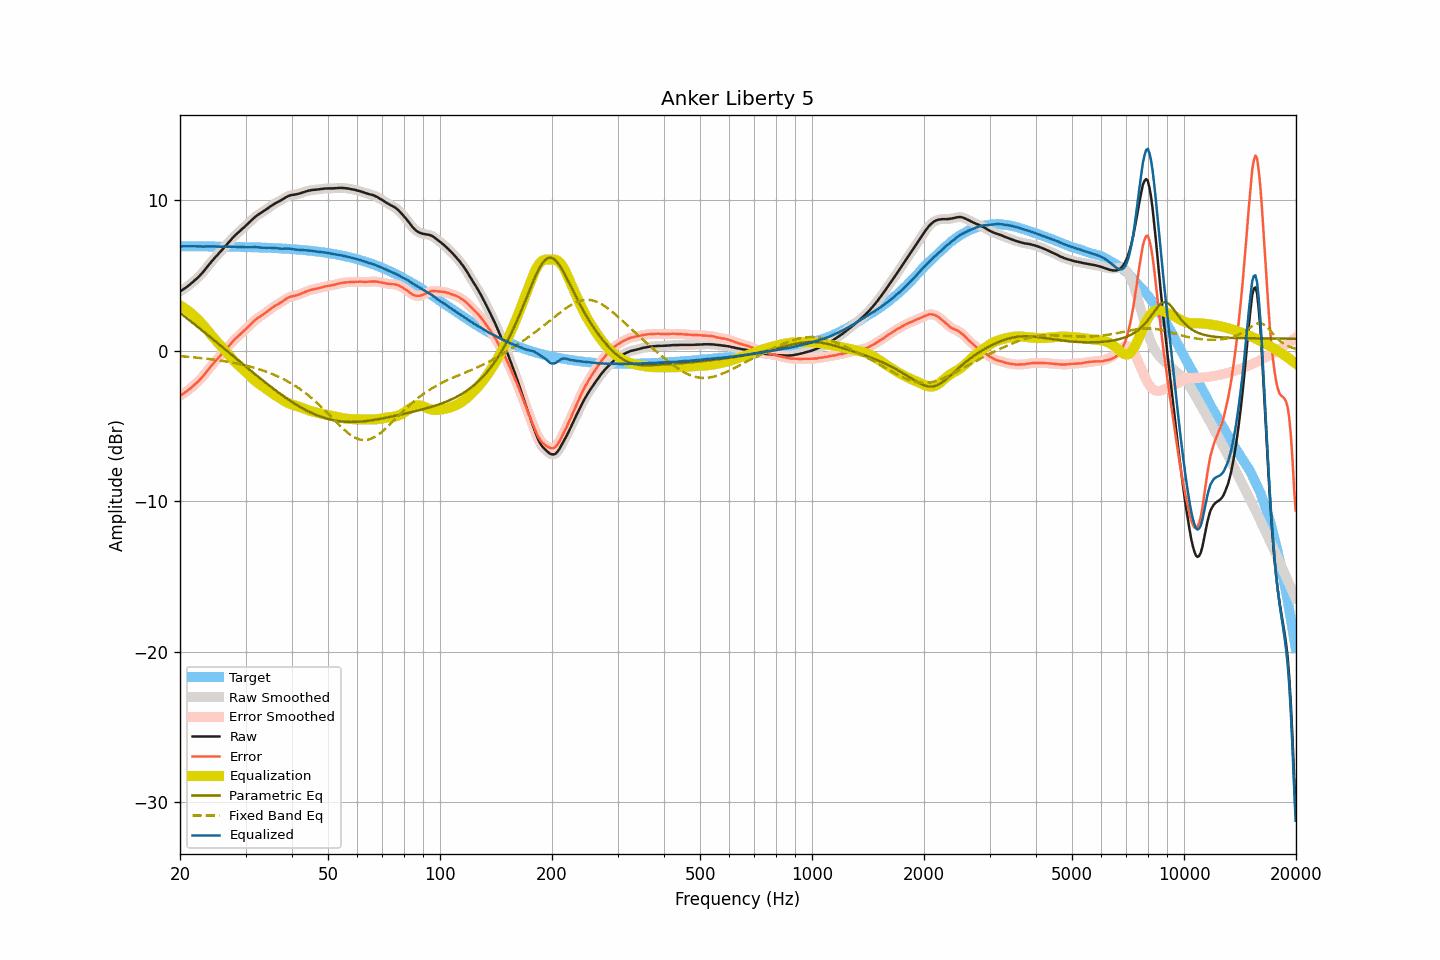 Anker Liberty 5
Amplitude (dBr)
10
0
−10
−20
−30
Target
Raw Smoothed
Error Smoothed
Raw
Error
Equalization
Parametric Eq
Fixed Band Eq
Equalized
20 50 100 200 500 1000 2000 5000 10000 20000
Frequency (Hz)